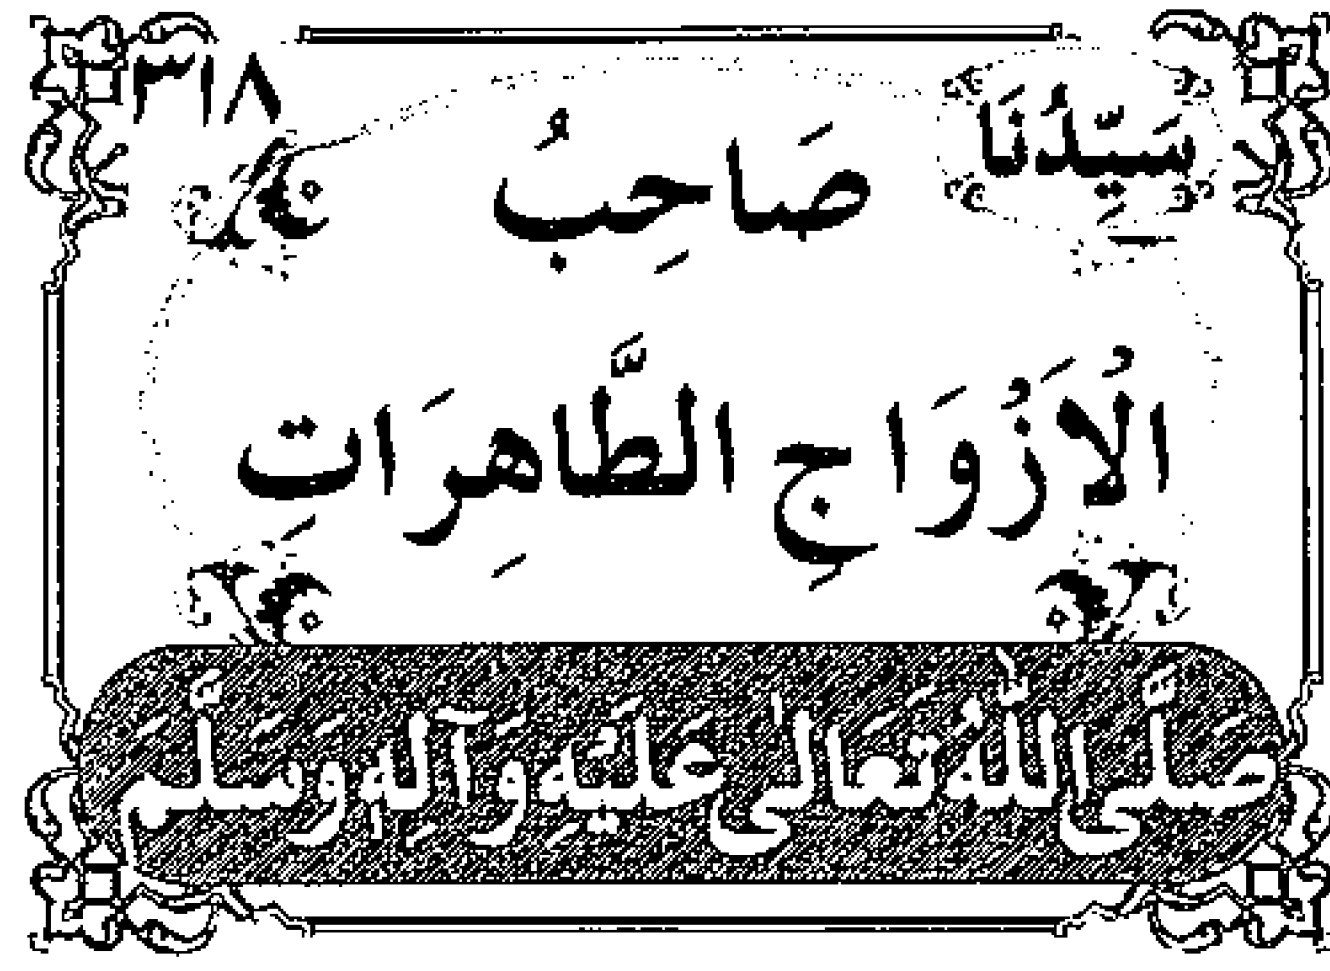 ٣١٨
سَيِّدُنَا
صَاحِبُ
الْاَزْوَاجِ الطَّاهِرَاتِ
صَلَّى اللّٰهُ تَعَالٰى عَلَيْهِ وَآلِهٖ وَسَلَّمَ